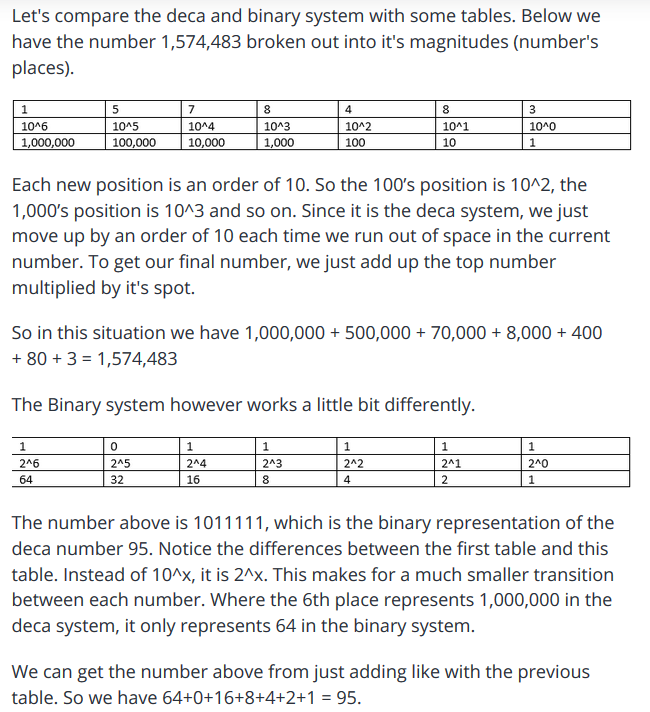 Let's compare the deca and binary system with some tables. Below we
have the number 1,574,483 broken out into it's magnitudes (number's
places).
1 5 7 8 4 8 3
10^6 10^5 10^4 10^3 10^2 10^1 10^0
1,000,000 100,000 10,000 1,000 100 10 1
Each new position is an order of 10. So the 100's position is 10^2, the
1,000's position is 10^3 and so on. Since it is the deca system, we just
move up by an order of 10 each time we run out of space in the current
number. To get our final number, we just add up the top number
multiplied by it's spot.
So in this situation we have 1,000,000 + 500,000 + 70,000 + 8,000 + 400
+ 80 + 3 = 1,574,483
The Binary system however works a little bit differently.
1 0 1 1 1 1 1
2^6 2^5 2^4 2^3 2^2 2^1 2^0
64 32 16 8 4 2 1
The number above is 1011111, which is the binary representation of the
deca number 95. Notice the differences between the first table and this
table. Instead of 10^x, it is 2^x. This makes for a much smaller transition
between each number. Where the 6th place represents 1,000,000 in the
deca system, it only represents 64 in the binary system.
We can get the number above from just adding like with the previous
table. So we have 64+0+16+8+4+2+1 = 95.